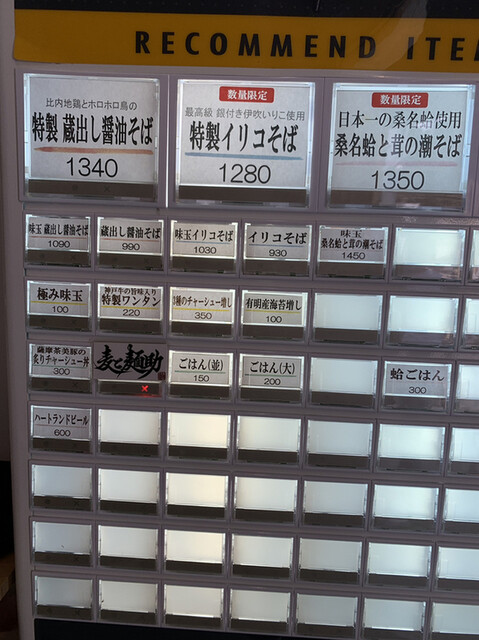 RECOMMEND ITE
比内地鶏とホロホロ鳥の
特製 蔵出し醤油そば
1340
数量限定
最高級 銀付き伊吹いりこ使用
特製イリコそば
1280
数量限定
日本一の桑名蛤使用
桑名蛤と茸の潮そば
1350
味玉 蔵出し醤油そば
1090
蔵出し醤油そば
990
味玉イリコそば
1030
イリコそば
930
味玉
桑名蛤と茸の潮そば
1450
極み味玉
100
神戸牛の旨味入り
特製ワンタン
220
種のチャーシュー増し
350
有明産海苔増し
100
薩摩茶美豚の
炙りチャーシュー丼
300
麦と麺助
×
ごはん(並)
150
ごはん(大)
200
蛤ごはん
300
ハートランドビール
600